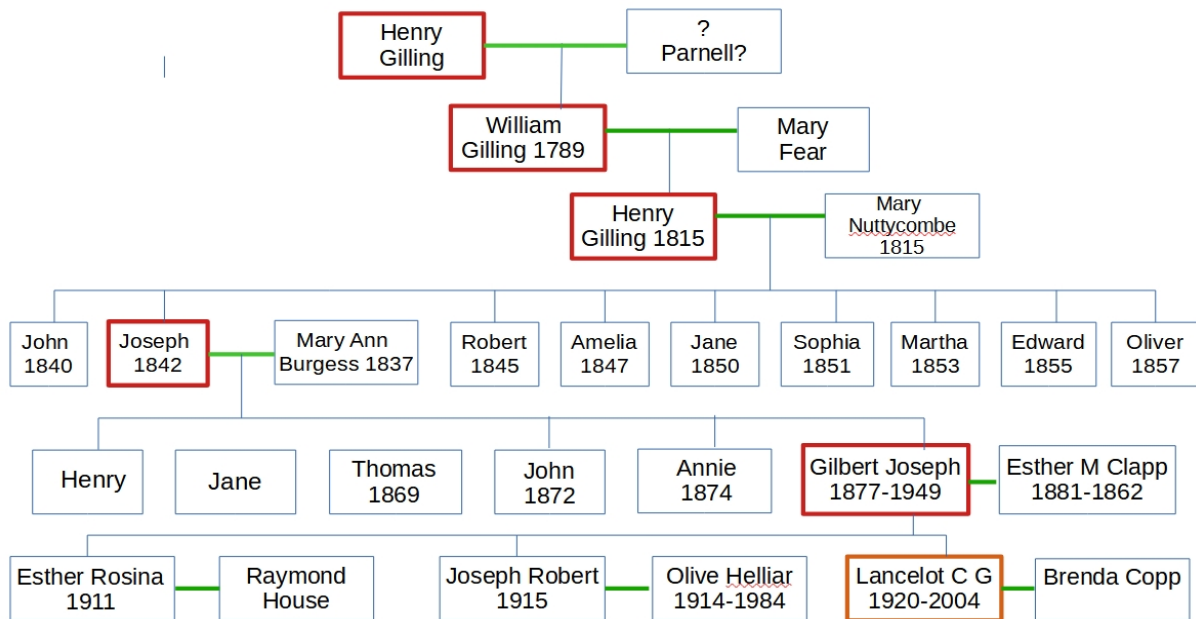 Henry
Gilling
?
Parnell?
William
Gilling 1789
Mary
Fear
Henry
Gilling 1815
Mary
Nuttycombe
1815
John
1840
Joseph
1842
Mary Ann
Burgess 1837
Robert
1845
Amelia
1847
Jane
1850
Sophia
1851
Martha
1853
Edward
1855
Oliver
1857
Henry
Jane
Thomas
1869
John
1872
Annie
1874
Gilbert Joseph
1877-1949
Esther M Clapp
1881-1862
Esther Rosina
1911
Raymond
House
Joseph Robert
1915
Olive Helliar
1914-1984
Lancelot C G
1920-2004
Brenda Copp